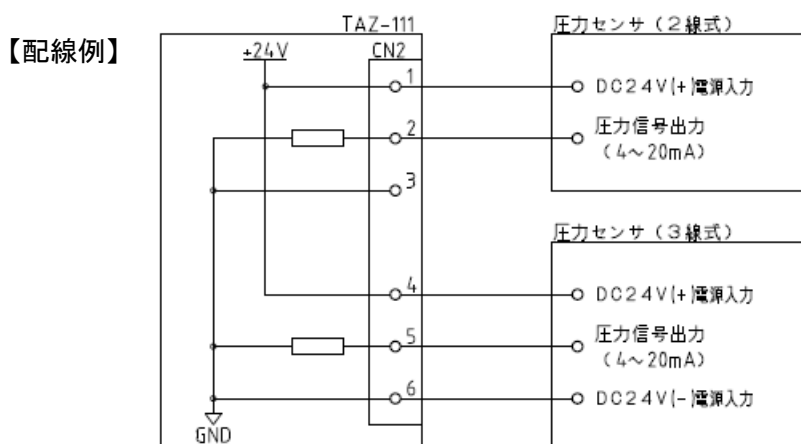 【配線例】
TAZ-111
+24V
CN2
1
2
3
4
5
6
GND
圧力センサ（２線式）
ＤＣ２４Ｖ(+)電源入力
圧力信号出力
（４～２０mA）
圧力センサ（３線式）
ＤＣ２４Ｖ(+)電源入力
圧力信号出力
（４～２０mA）
ＤＣ２４Ｖ(-)電源入力